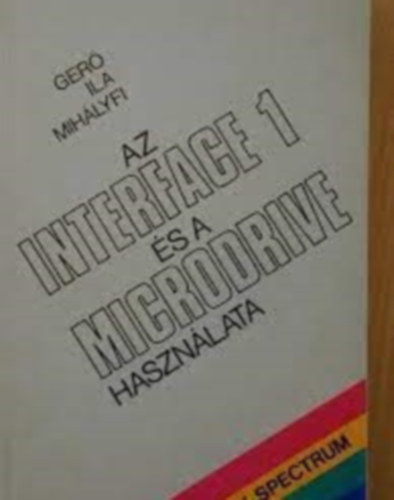 GERŐ
ILA
MIHÁLYFI
AZ
INTERFACE 1
ÉS A
MICRODRIVE
HASZNÁLATA
SPECTRUM